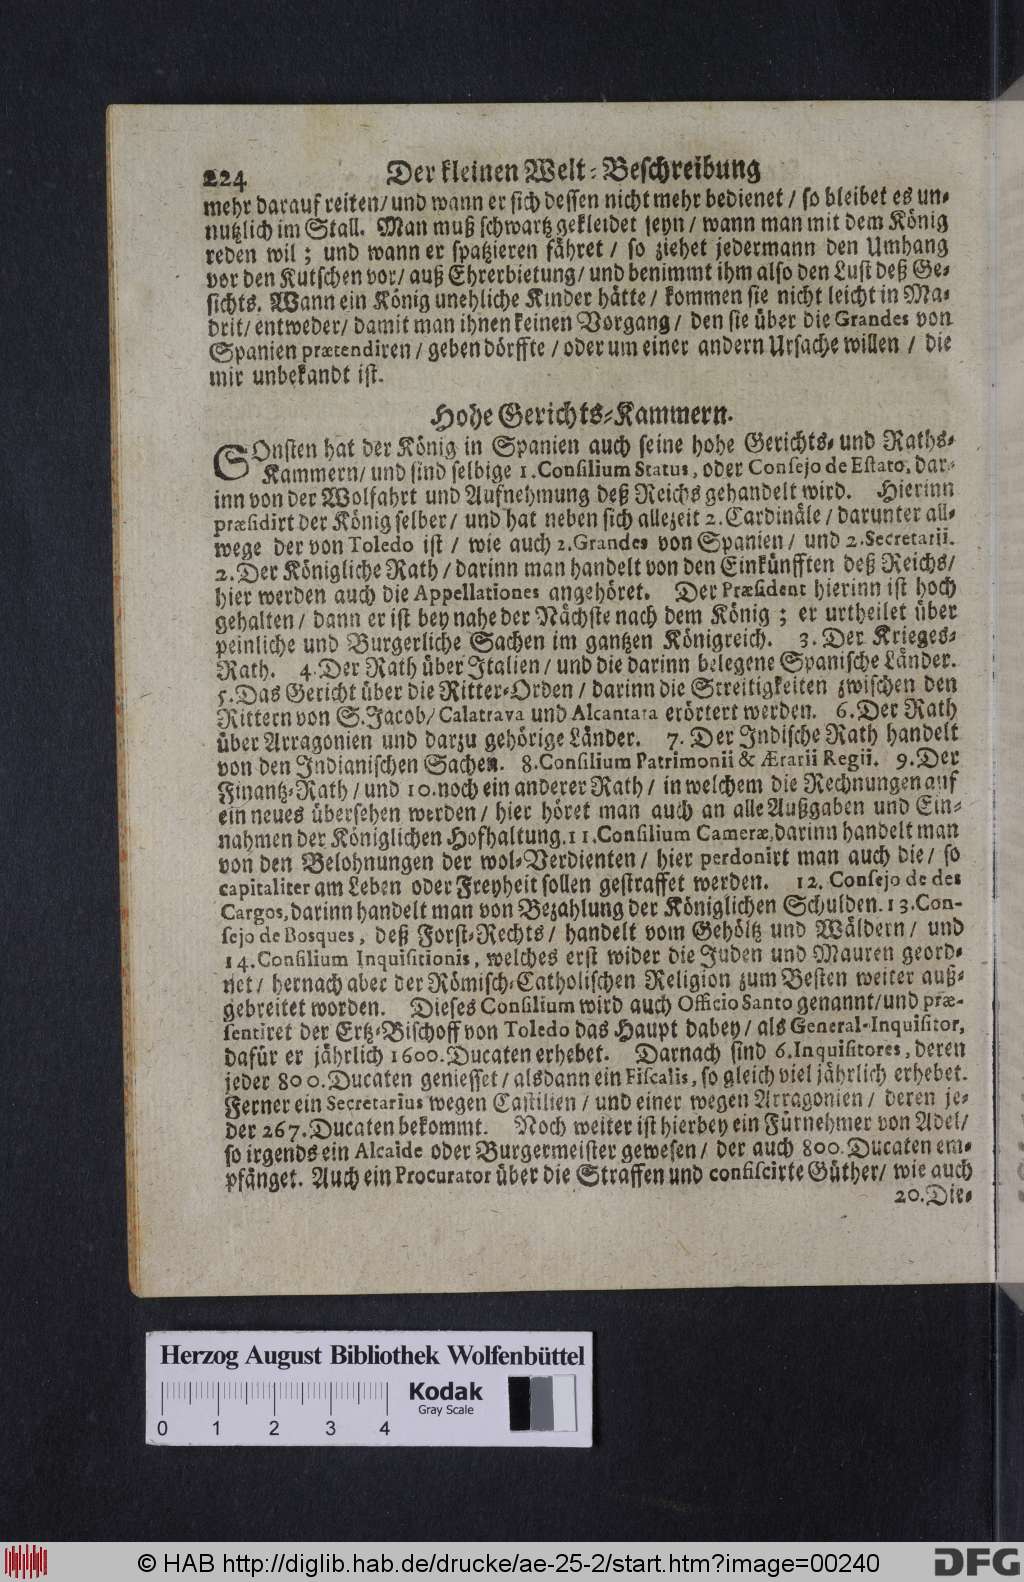 224 Der kleinen Welt-Beschreibung
mehr darauf reiten/ und wann er sich dessen nicht mehr bedienet / so bleibet es un-
nutzlich im Stall. Man muß schwartz gekleidet seyn / wann man mit dem König
reden wil ; und wann er spatzieren fähret / so ziehet jedermann den Umhang
vor den Kutschen vor/ auß Ehrerbietung/ und benimmt ihm also den Lust deß Ge-
sichts. Wann ein König unehliche Kinder hätte / kommen sie nicht leicht in Ma-
drit/ entweder/ damit man ihnen keinen Vorgang / den sie über die Grandes von
Spanien prætendiren / geben dörffte / oder um einer andern Ursache willen / die
mir unbekandt ist.
Hohe Gerichts-Kammern.
SOnsten hat der König in Spanien auch seine hohe Gerichts- und Raths-
Kammern/ und sind selbige 1. Consilium Status, oder Consejo de Estato, dar-
inn von der Wolfahrt und Aufnehmung deß Reichs gehandelt wird. Hierinn
præsidirt der König selber / und hat neben sich allezeit 2. Cardinäle / darunter all-
wege der von Toledo ist / wie auch 2. Grandes von Spanien / und 2. Secretarii.
2. Der Königliche Rath / darinn man handelt von den Einkünfften deß Reichs/
hier werden auch die Appellationes angehöret. Der Præsident hierinn ist hoch
gehalten / dann er ist bey nahe der Nächste nach dem König ; er urtheilet über
peinliche und Burgerliche Sachen im gantzen Königreich. 3. Der Krieges-
Rath. 4. Der Rath über Italien / und die darinn belegene Spanische Länder.
5. Das Gericht über die Ritter-Orden / darinn die Streitigkeiten zwischen den
Rittern von S. Jacob/ Calatrava und Alcantara erörtert werden. 6. Der Rath
über Arragonien und darzu gehörige Länder. 7. Der Indische Rath handelt
von den Indianischen Sachen. 8. Consilium Patrimonii & Ærarii Regii. 9. Der
Finantz-Rath / und 10. noch ein anderer Rath / in welchem die Rechnungen auf
ein neues übersehen werden / hier höret man auch an alle Außgaben und Ein-
nahmen der Königlichen Hofhaltung. 11. Consilium Cameræ, darinn handelt man
von den Belohnungen der wol-Verdienten / hier perdonirt man auch die / so
capitaliter am Leben oder Freyheit sollen gestraffet werden. 12. Consejo de des
Cargos, darinn handelt man von Bezahlung der Königlichen Schulden. 13. Con-
sejo de Bosques, deß Forst-Rechts / handelt vom Gehöltz und Wäldern / und
14. Consilium Inquisitionis, welches erst wider die Juden und Mauren geord-
net / hernach aber der Römisch-Catholischen Religion zum Besten weiter auß-
gebreitet worden. Dieses Consilium wird auch Officio Santo genannt/ und præ-
sentiret der Ertz-Bischoff von Toledo das Haupt dabey / als General-Inquisitor,
dafür er jährlich 1600. Ducaten erhebet. Darnach sind 6. Inquisitores, deren
jeder 800. Ducaten geniesset / alsdann ein Fiscalis, so gleich viel jährlich erhebet.
Ferner ein Secretarius wegen Castilien / und einer wegen Arragonien / deren je-
der 267. Ducaten bekommt. Noch weiter ist hierbey ein Fürnehmer von Adel/
so irgends ein Alcaide oder Burgermeister gewesen / der auch 800. Ducaten em-
pfänget. Auch ein Procurator über die Straffen und confiscirte Güther/ wie auch
20. Die-
Herzog August Bibliothek Wolfenbüttel
Kodak
Gray Scale
0 1 2 3 4
© HAB http://diglib.hab.de/drucke/ae-25-2/start.htm?image=00240
DFG